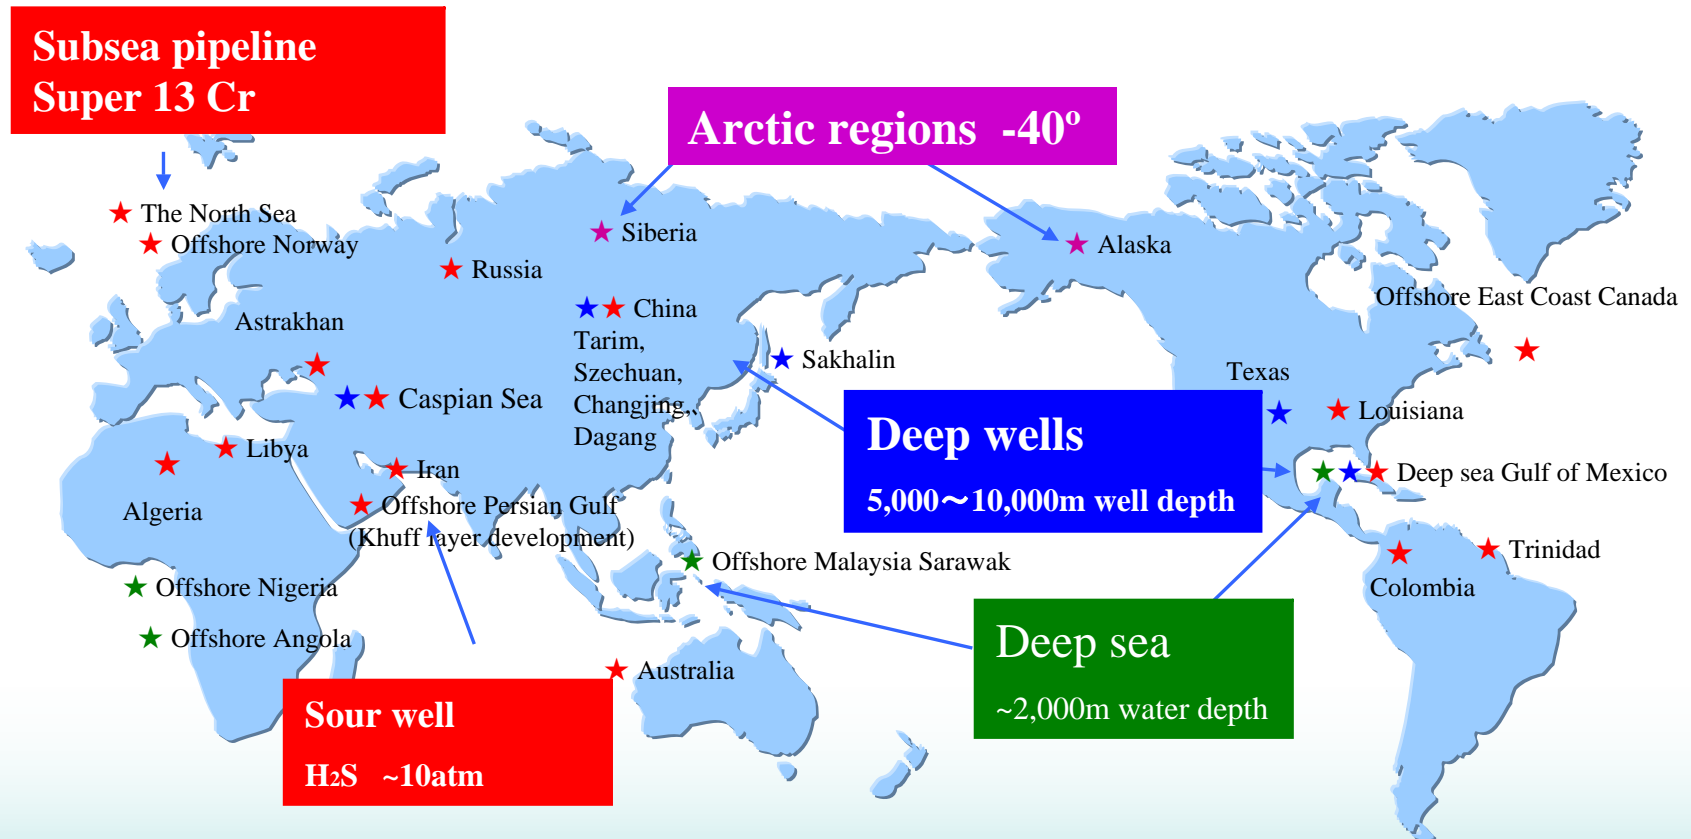 Subsea pipeline
Super 13 Cr
Arctic regions -40º
The North Sea
Offshore Norway
Siberia
Alaska
Russia
Offshore East Coast Canada
China
Tarim,
Szechuan,
Changjing,
Dagang
Astrakhan
Sakhalin
Texas
Caspian Sea
Louisiana
Deep wells
5,000～10,000m well depth
Libya
Iran
Deep sea Gulf of Mexico
Algeria
Offshore Persian Gulf
(Khuff layer development)
Offshore Malaysia Sarawak
Trinidad
Colombia
Offshore Nigeria
Offshore Angola
Deep sea
~2,000m water depth
Australia
Sour well
H2S ~10atm